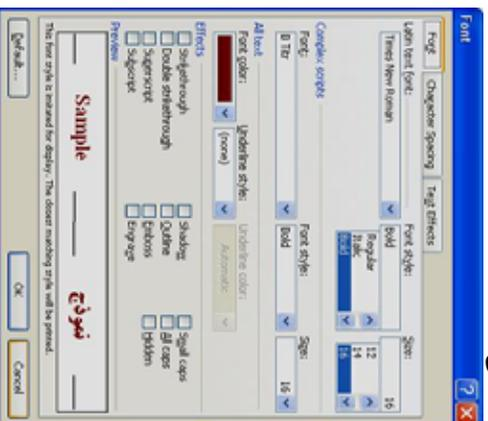 Font
Font Character Spacing Text Effects
Latin text font: Font style: Size:
Times New Roman Bold 16
Regular 12
Italic 14
Bold 16
Complex scripts
Font: Font style: Size:
B Titr Bold 16
All text
Font color: Underline style: Underline color:
(none) Automatic
Effects
Strikethrough Shadow Small caps
Double strikethrough Outline All caps
Superscript Emboss Hidden
Subscript Engrave
Preview
Sample نموذج
This font style is imitated for display. The closest matching style will be printed.
Default... OK Cancel